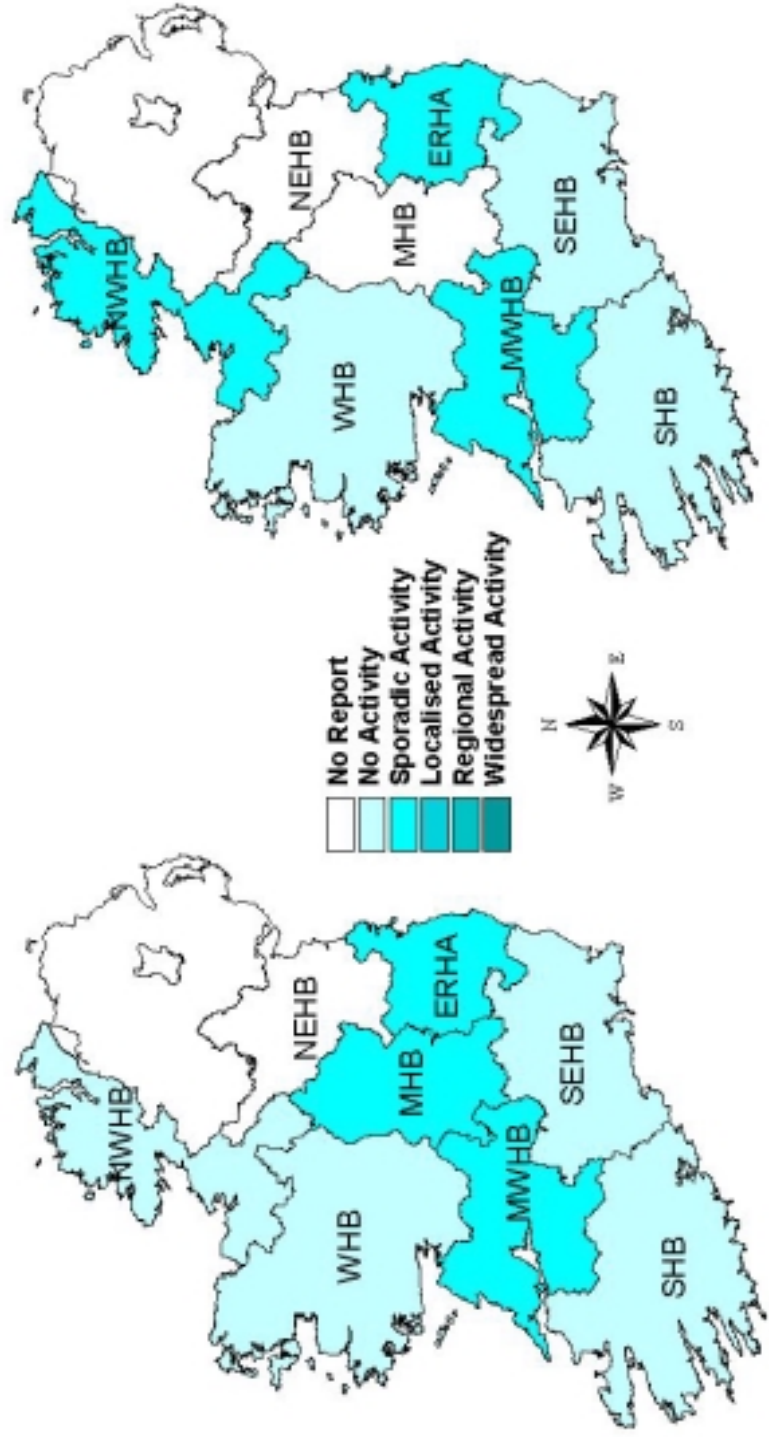 NWHB
NEHB
ERHA
MHB
WHB
MWHB
SEHB
SHB
No Report
No Activity
Sporadic Activity
Localised Activity
Regional Activity
Widespread Activity
N
W
E
S
NWHB
NEHB
ERHA
MHB
WHB
MWHB
SEHB
SHB